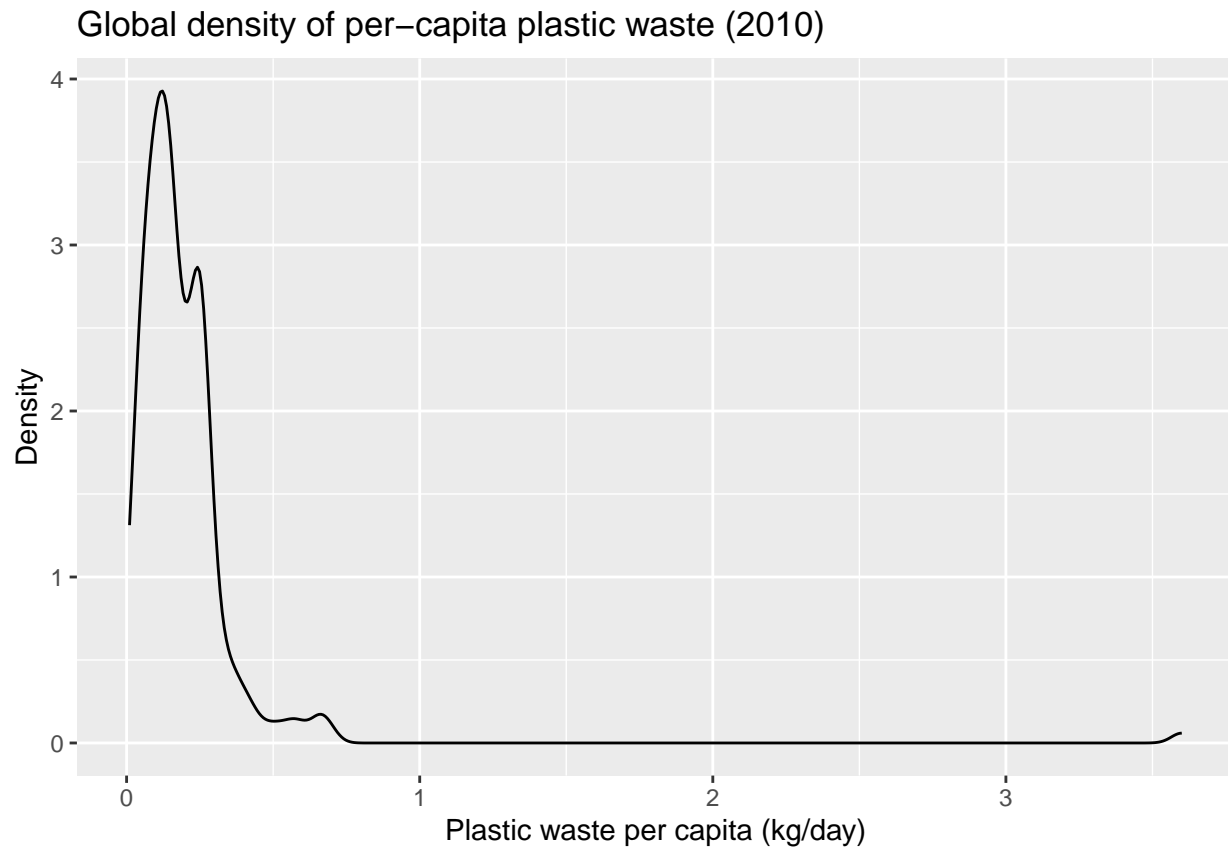 Global density of per−capita plastic waste (2010)
4
3
2
1
0
Density
0 1 2 3
Plastic waste per capita (kg/day)